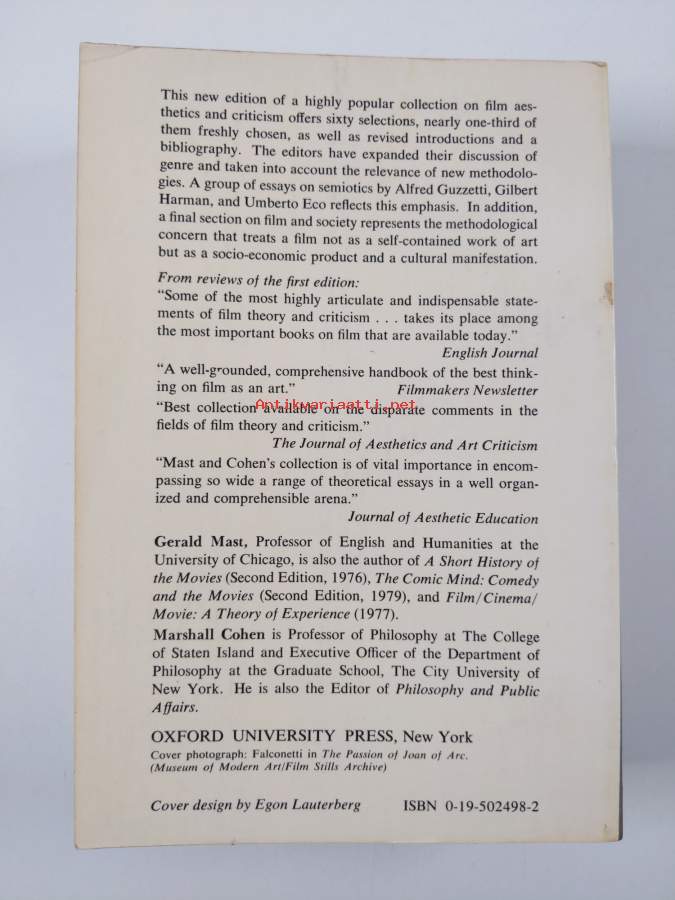 This new edition of a highly popular collection on film aes-
thetics and criticism offers sixty selections, nearly one-third of
them freshly chosen, as well as revised introductions and a
bibliography. The editors have expanded their discussion of
genre and taken into account the relevance of new methodolo-
gies. A group of essays on semiotics by Alfred Guzzetti, Gilbert
Harman, and Umberto Eco reflects this emphasis. In addition,
a final section on film and society represents the methodological
concern that treats a film not as a self-contained work of art
but as a socio-economic product and a cultural manifestation.
From reviews of the first edition:
“Some of the most highly articulate and indispensable state-
ments of film theory and criticism . . . takes its place among
the most important books on film that are available today.”
English Journal
“A well-grounded, comprehensive handbook of the best think-
ing on film as an art.” Filmmakers Newsletter
Antikvariaatti.net
“Best collection available on the disparate comments in the
fields of film theory and criticism.”
The Journal of Aesthetics and Art Criticism
“Mast and Cohen’s collection is of vital importance in encom-
passing so wide a range of theoretical essays in a well organ-
ized and comprehensible arena.”
Journal of Aesthetic Education
Gerald Mast, Professor of English and Humanities at the
University of Chicago, is also the author of A Short History of
the Movies (Second Edition, 1976), The Comic Mind: Comedy
and the Movies (Second Edition, 1979), and Film/Cinema/
Movie: A Theory of Experience (1977).
Marshall Cohen is Professor of Philosophy at The College
of Staten Island and Executive Officer of the Department of
Philosophy at the Graduate School, The City University of
New York. He is also the Editor of Philosophy and Public
Affairs.
OXFORD UNIVERSITY PRESS, New York
Cover photograph: Falconetti in The Passion of Joan of Arc.
(Museum of Modern Art/Film Stills Archive)
Cover design by Egon Lauterberg ISBN 0-19-502498-2